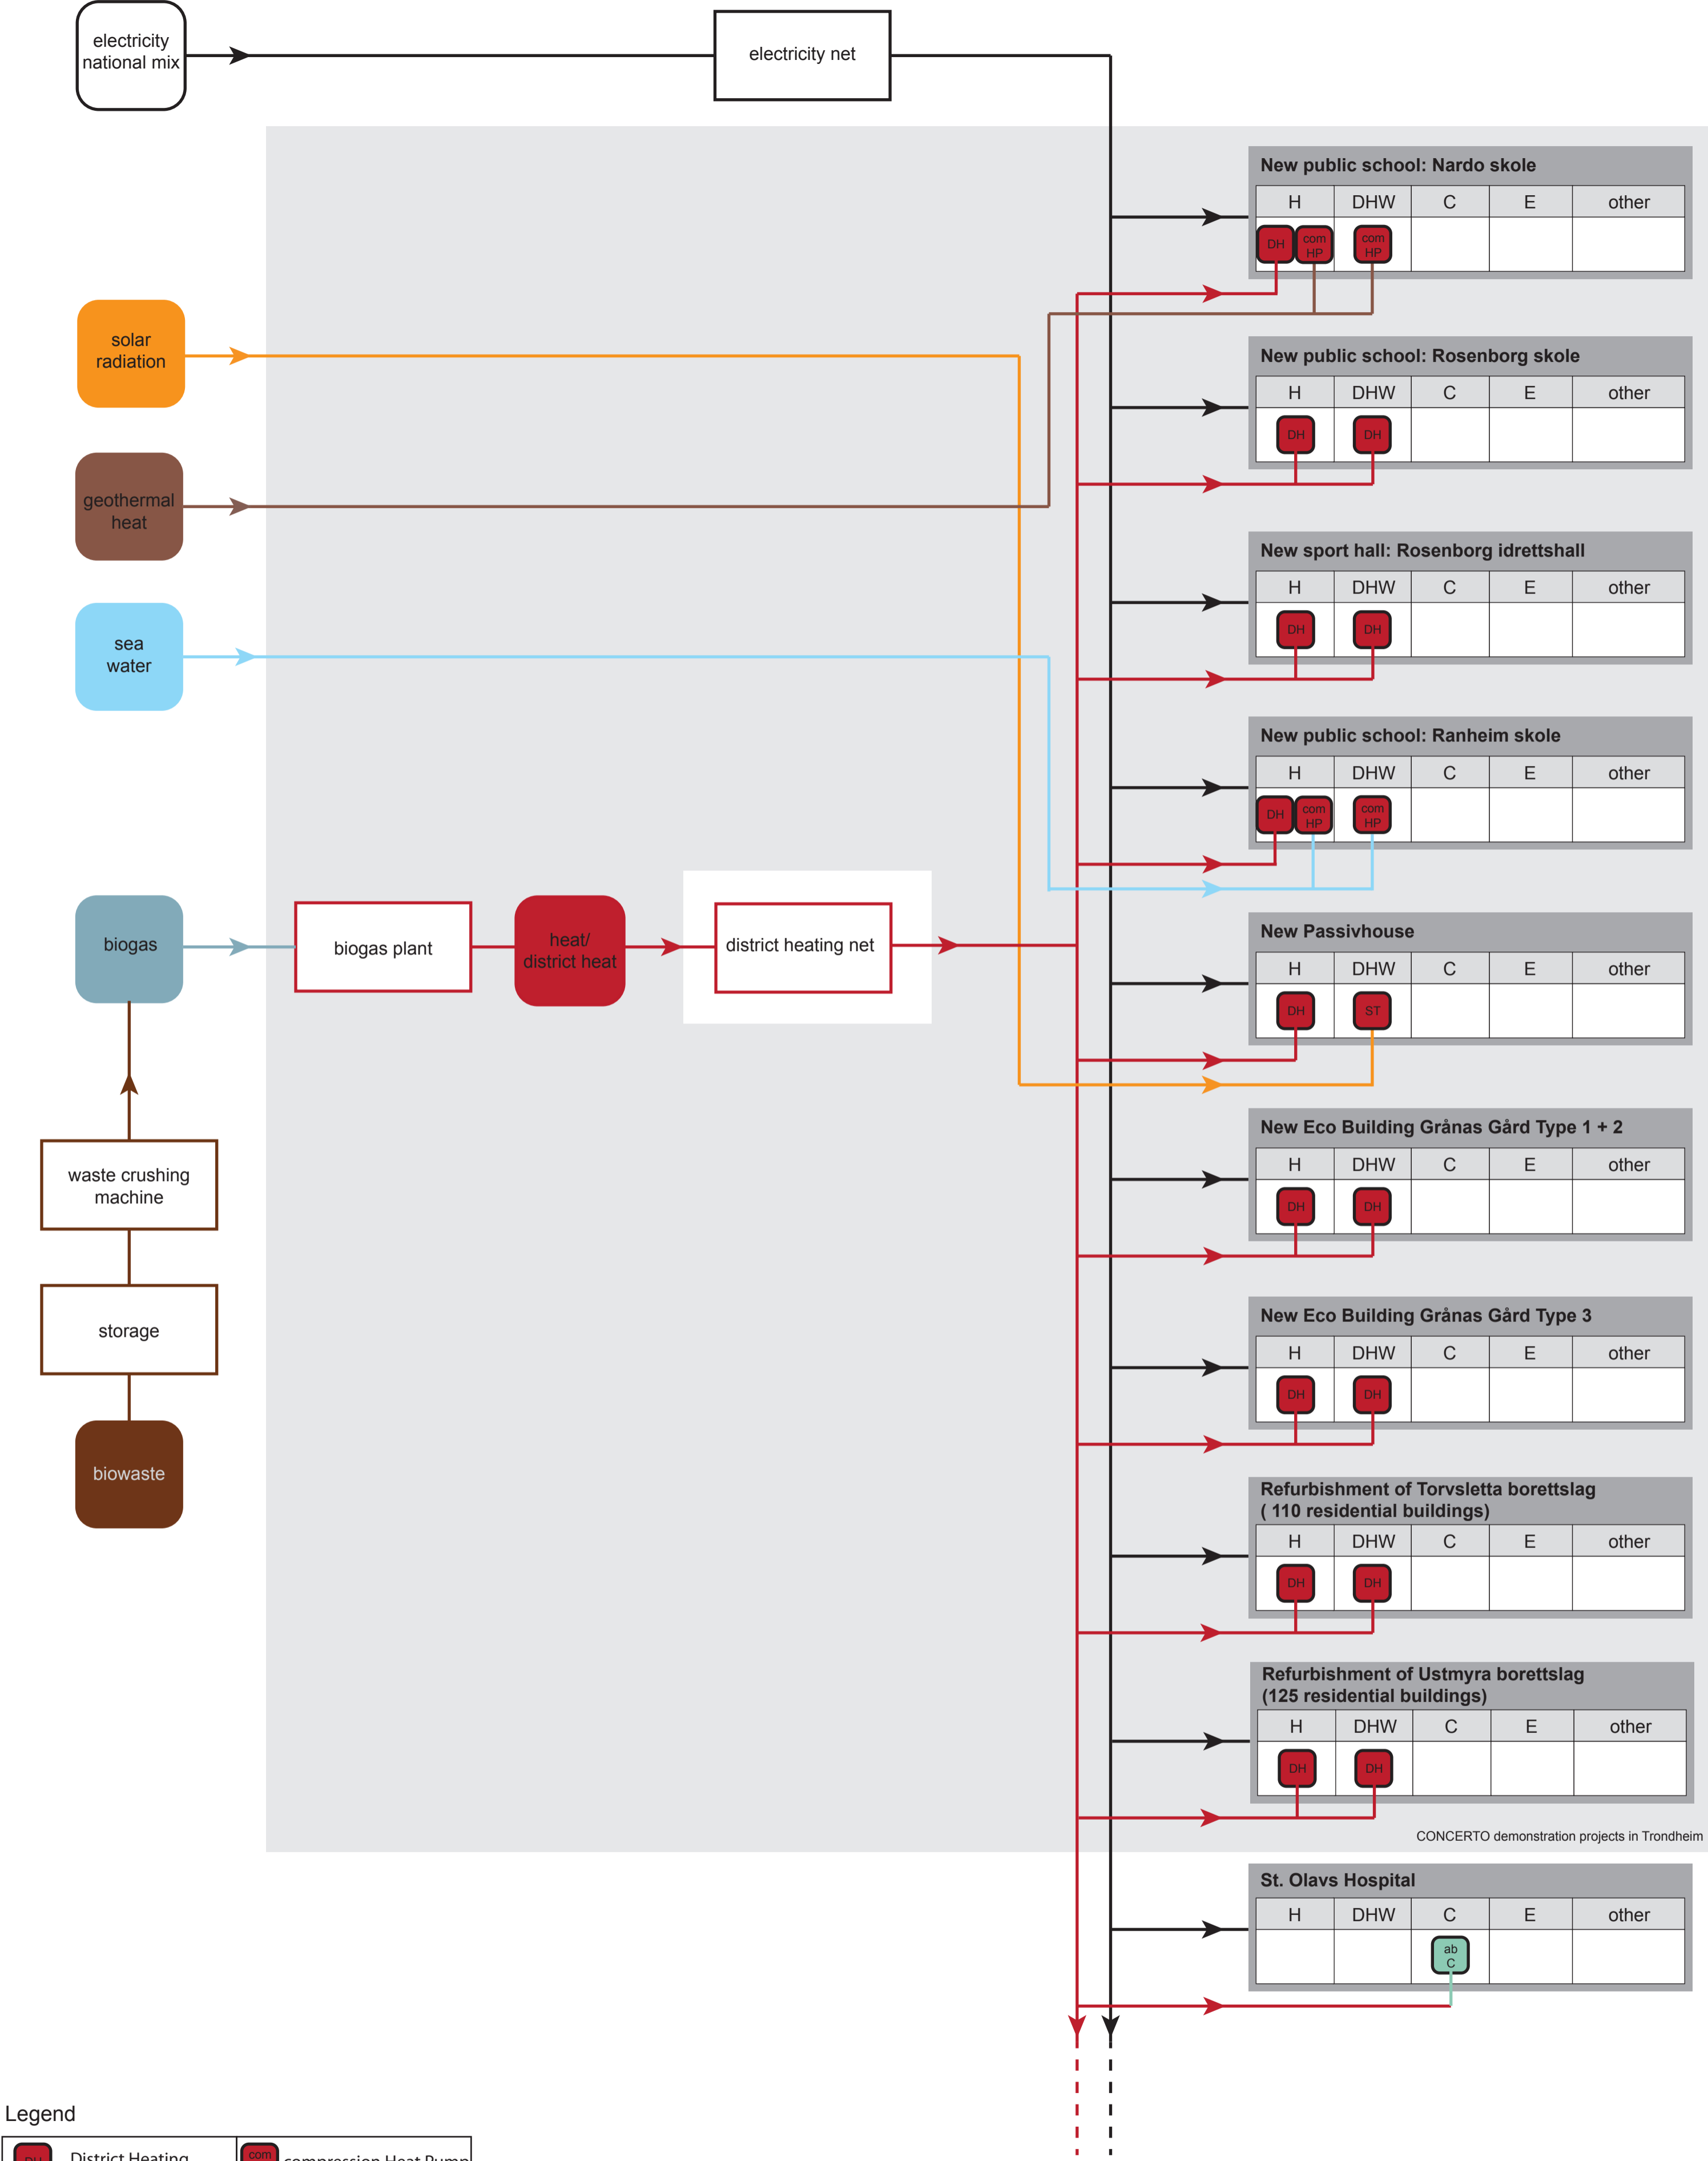 electricity
national mix
electricity net
New public school: Nardo skole
H DHW C E other
DH com
HP com
HP
solar
radiation
New public school: Rosenborg skole
H DHW C E other
DH DH
geothermal
heat
New sport hall: Rosenborg idrettshall
H DHW C E other
DH DH
sea
water
New public school: Ranheim skole
H DHW C E other
DH com
HP com
HP
biogas
biogas plant
heat/
district heat
district heating net
New Passivhouse
H DHW C E other
DH ST
New Eco Building Grånas Gård Type 1 + 2
H DHW C E other
DH DH
waste crushing
machine
storage
New Eco Building Grånas Gård Type 3
H DHW C E other
DH DH
biowaste
Refurbishment of Torvsletta borettslag
( 110 residential buildings)
H DHW C E other
DH DH
Refurbishment of Ustmyra borettslag
(125 residential buildings)
H DHW C E other
DH DH
CONCERTO demonstration projects in Trondheim
St. Olavs Hospital
H DHW C E other
ab
C
Legend
DH District Heating
com compression Heat Pump